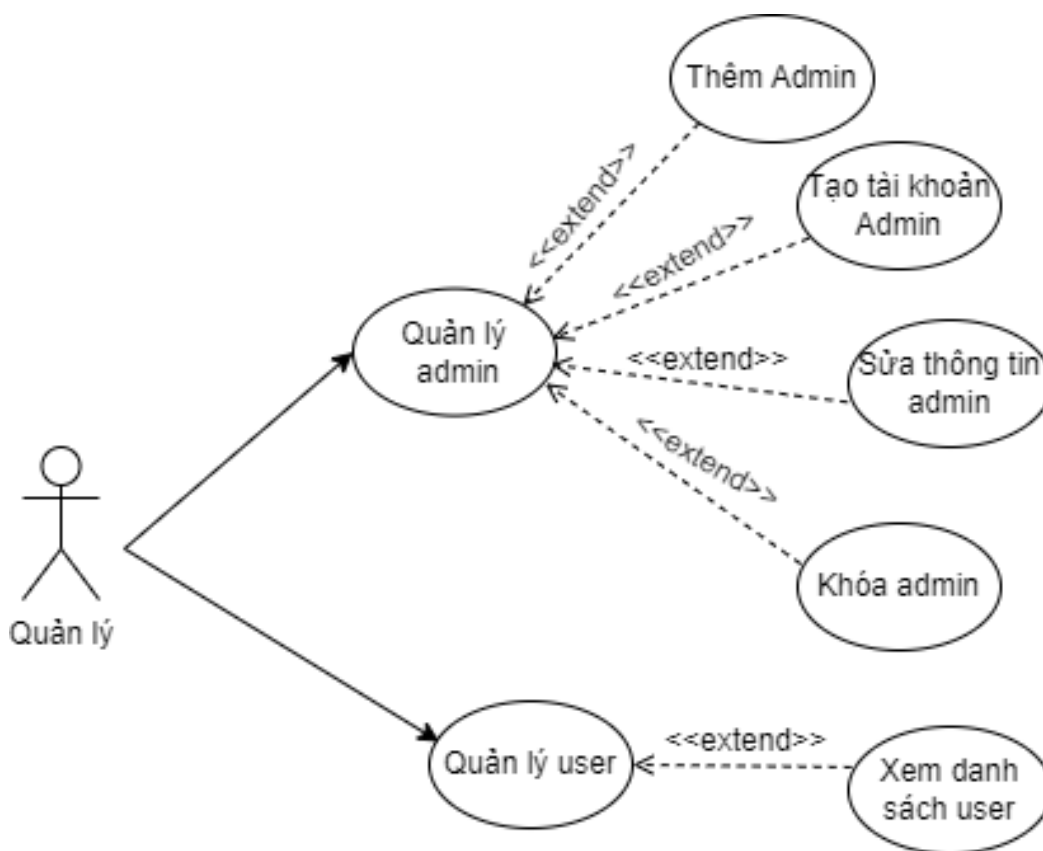 Thêm Admin
<<extend>>
Tạo tài khoản
Admin
<<extend>>
Quản lý
admin
<<extend>>
Sửa thông tin
admin
<<extend>>
Khóa admin
Quản lý
Quản lý user
<<extend>>
Xem danh
sách user